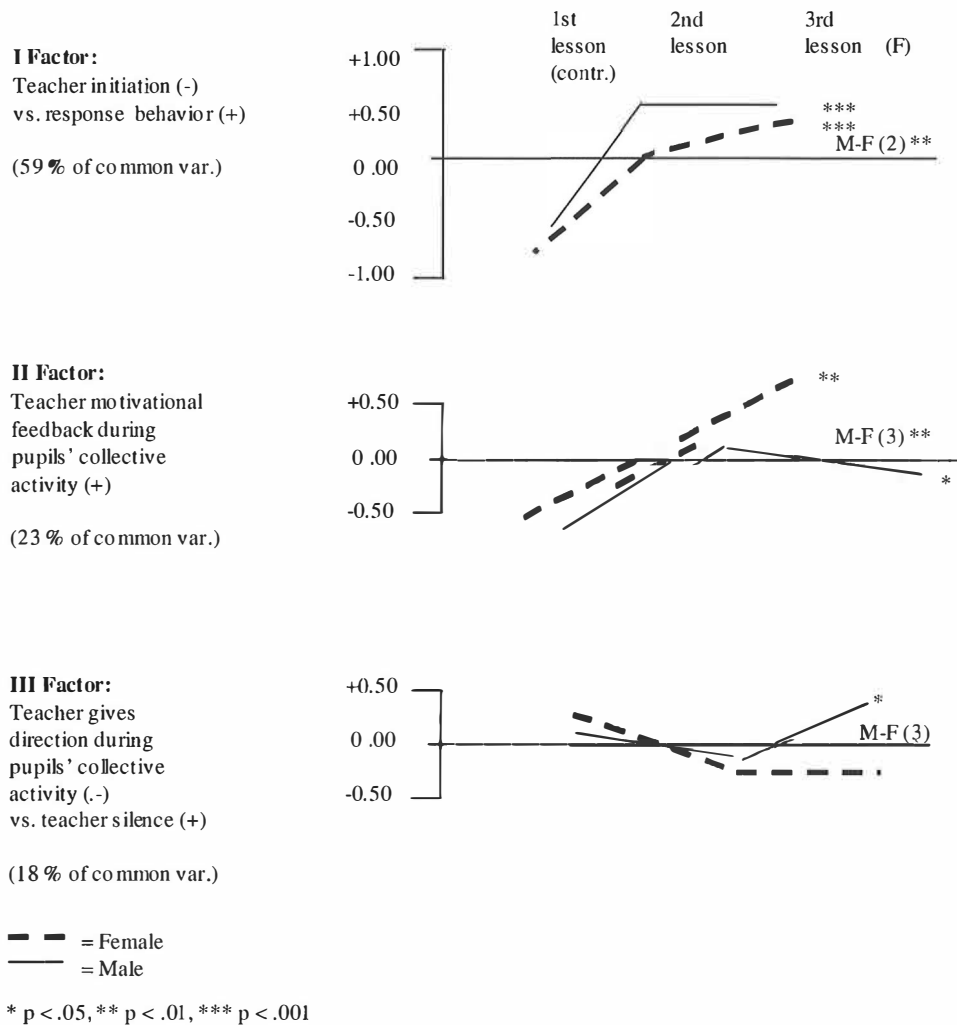 1st 2nd 3rd
lesson lesson lesson (F)
(contr.)
I Factor:
Teacher initiation (-)
vs. response behavior (+)
(59 % of common var.)
+1.00
+0.50
0.00
-0.50
-1.00
***
***
M-F (2) **
II Factor:
Teacher motivational
feedback during
pupils' collective
activity (+)
(23 % of common var.)
+0.50
0.00
-0.50
**
M-F (3) **
*
III Factor:
Teacher gives
direction during
pupils' collective
activity (.-)
vs. teacher silence (+)
(18 % of common var.)
+0.50
0.00
-0.50
*
M-F (3)
= Female
= Male
* p < .05, ** p < .01, *** p < .001